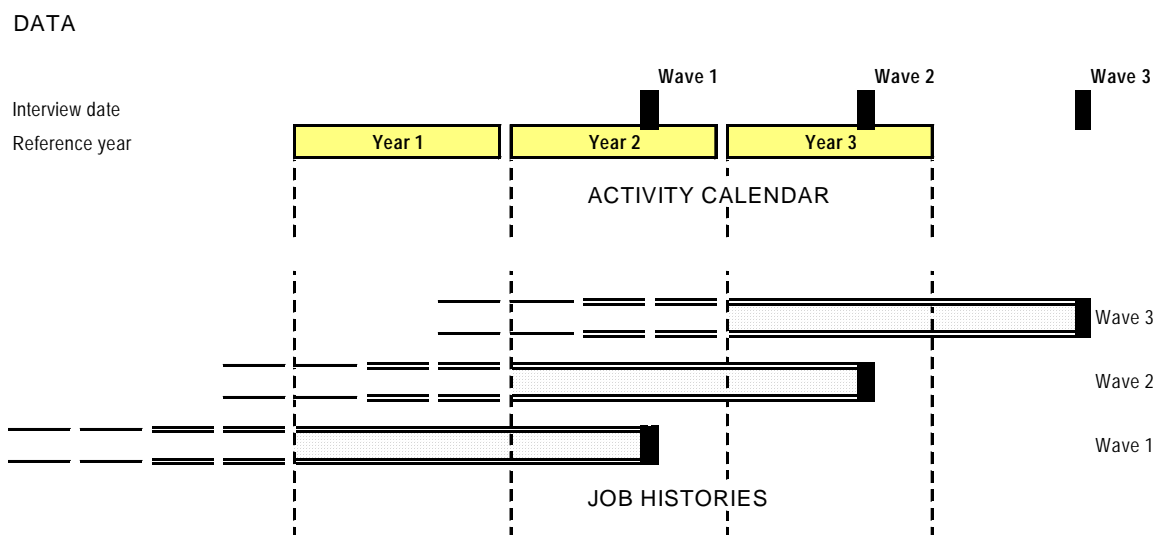 DATA
Wave 1 Wave 2 Wave 3
Interview date
Reference year Year 1 Year 2 Year 3
ACTIVITY CALENDAR
Wave 3
Wave 2
Wave 1
JOB HISTORIES